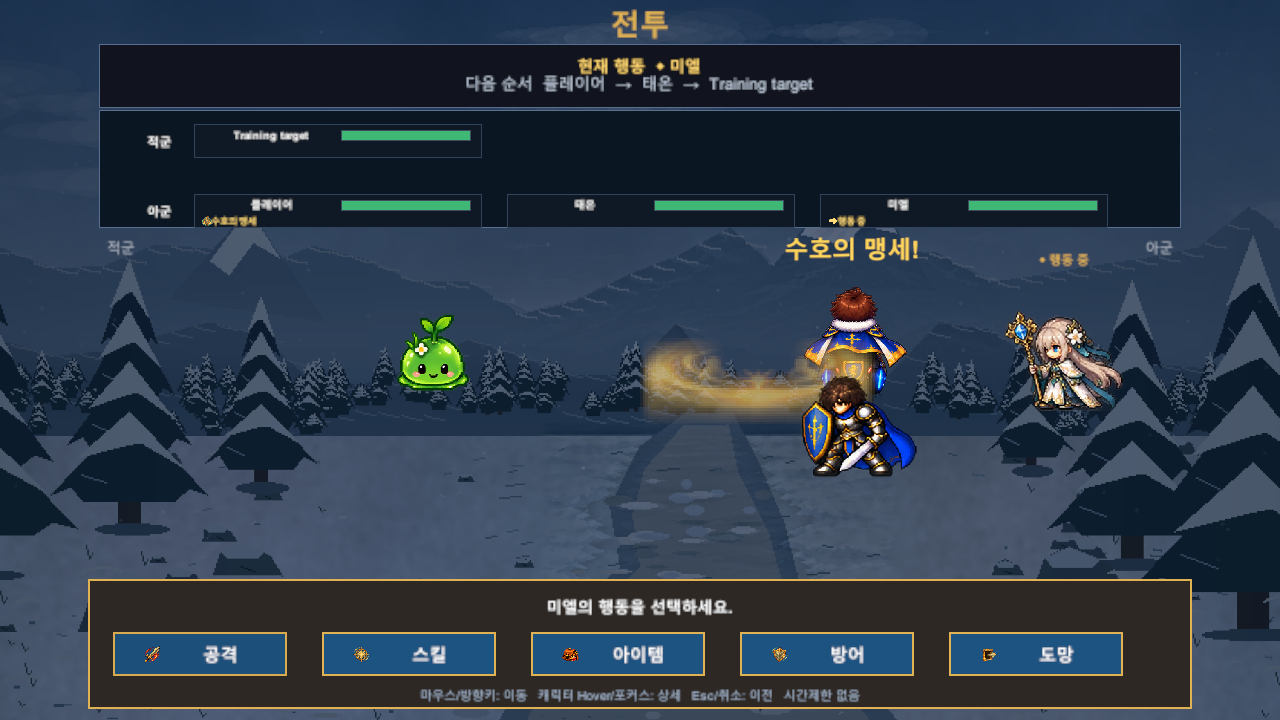 전투
현재 행동 ◆ 미엘
다음 순서 플레이어 → 태온 → Training target
적군
Training target
아군
플레이어
수호의 맹세
태온
미엘
→행동 중
적군
수호의 맹세!
◆ 행동 중
아군
미엘의 행동을 선택하세요.
공격
스킬
아이템
방어
도망
마우스/방향키: 이동 캐릭터 Hover/포커스: 상세 Esc/취소: 이전 시간제한 없음